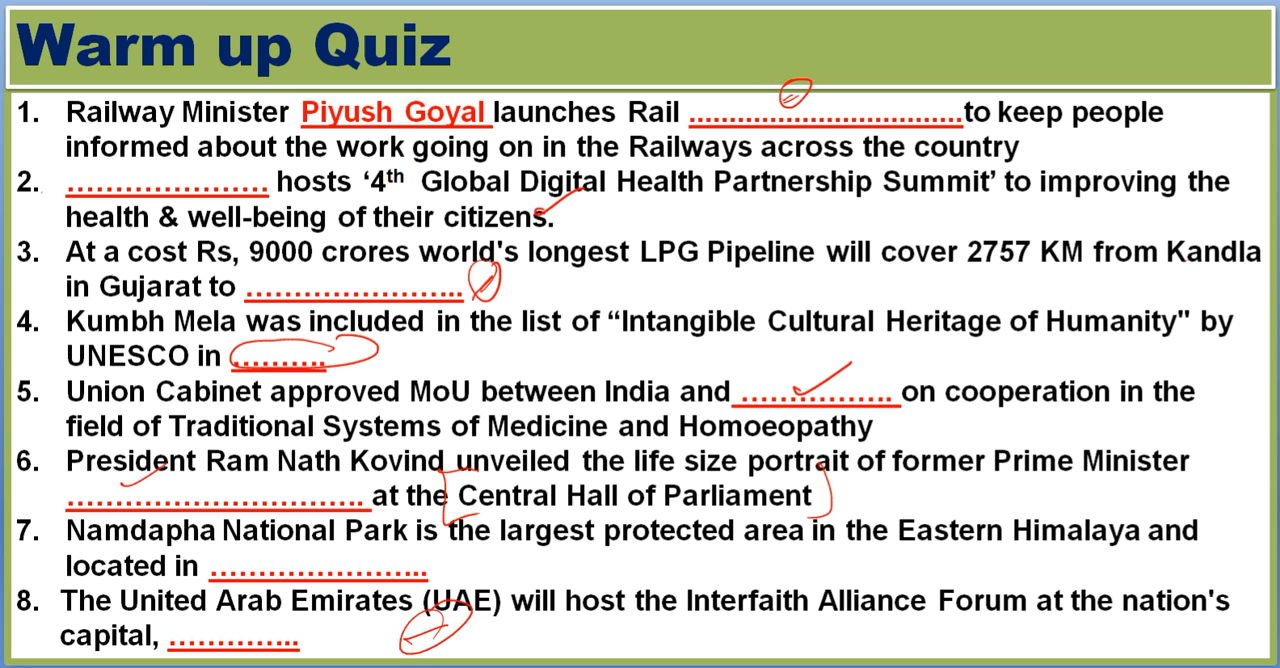 Warm up Quiz
1. Railway Minister Piyush Goyal launches Rail ………………………………to keep people
informed about the work going on in the Railways across the country
2. ………………… hosts ‘4th Global Digital Health Partnership Summit’ to improving the
health & well-being of their citizens.
3. At a cost Rs, 9000 crores world's longest LPG Pipeline will cover 2757 KM from Kandla
in Gujarat to …………………..
4. Kumbh Mela was included in the list of “Intangible Cultural Heritage of Humanity" by
UNESCO in ……….
5. Union Cabinet approved MoU between India and …………….. on cooperation in the
field of Traditional Systems of Medicine and Homoeopathy
6. President Ram Nath Kovind unveiled the life size portrait of former Prime Minister
…………………………. at the Central Hall of Parliament
7. Namdapha National Park is the largest protected area in the Eastern Himalaya and
located in …………………..
8. The United Arab Emirates (UAE) will host the Interfaith Alliance Forum at the nation's
capital, …………..